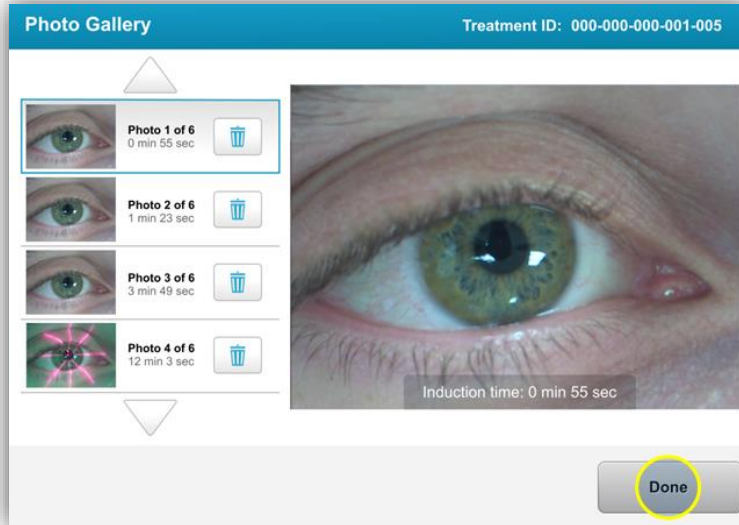 Photo Gallery
Treatment ID: 000-000-000-001-005
Photo 1 of 6
0 min 55 sec
Photo 2 of 6
1 min 23 sec
Photo 3 of 6
3 min 49 sec
Photo 4 of 6
12 min 3 sec
Induction time: 0 min 55 sec
Done